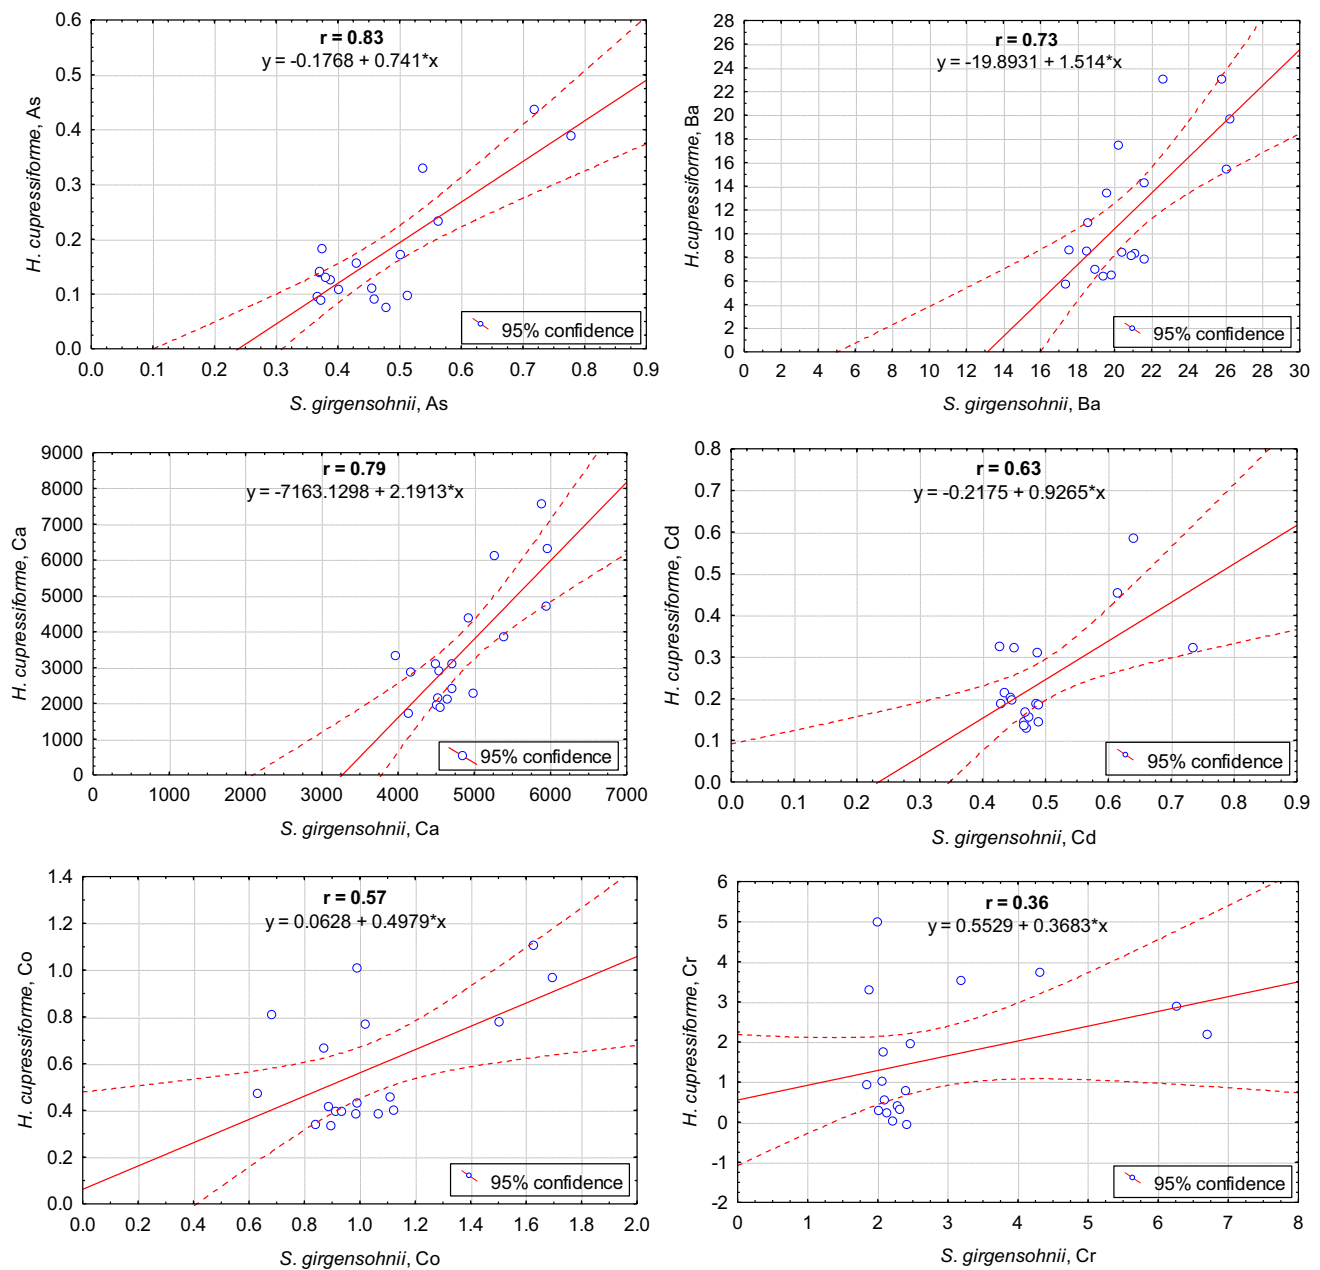 r = 0.83
y = -0.1768 + 0.741*x
H. cupressiforme, As
0.6
0.5
0.4
0.3
0.2
0.1
0.0
95% confidence
0.0 0.1 0.2 0.3 0.4 0.5 0.6 0.7 0.8 0.9
S. girgensohnii, As
r = 0.73
y = -19.8931 + 1.514*x
H. cupressiforme, Ba
28
26
24
22
20
18
16
14
12
10
8
6
4
2
0
95% confidence
0 2 4 6 8 10 12 14 16 18 20 22 24 26 28 30
S. girgensohnii, Ba
r = 0.79
y = -7163.1298 + 2.1913*x
H. cupressiforme, Ca
9000
8000
7000
6000
5000
4000
3000
2000
1000
0
95% confidence
0 1000 2000 3000 4000 5000 6000 7000
S. girgensohnii, Ca
r = 0.63
y = -0.2175 + 0.9265*x
H. cupressiforme, Cd
0.8
0.7
0.6
0.5
0.4
0.3
0.2
0.1
0.0
95% confidence
0.0 0.1 0.2 0.3 0.4 0.5 0.6 0.7 0.8 0.9
S. girgensohnii, Cd
r = 0.57
y = 0.0628 + 0.4979*x
H. cupressiforme, Co
1.4
1.2
1.0
0.8
0.6
0.4
0.2
0.0
95% confidence
0.0 0.2 0.4 0.6 0.8 1.0 1.2 1.4 1.6 1.8 2.0
S. girgensohnii, Co
r = 0.36
y = 0.5529 + 0.3683*x
H. cupressiforme, Cr
6
5
4
3
2
1
0
-1
-2
95% confidence
0 1 2 3 4 5 6 7 8
S. girgensohnii, Cr